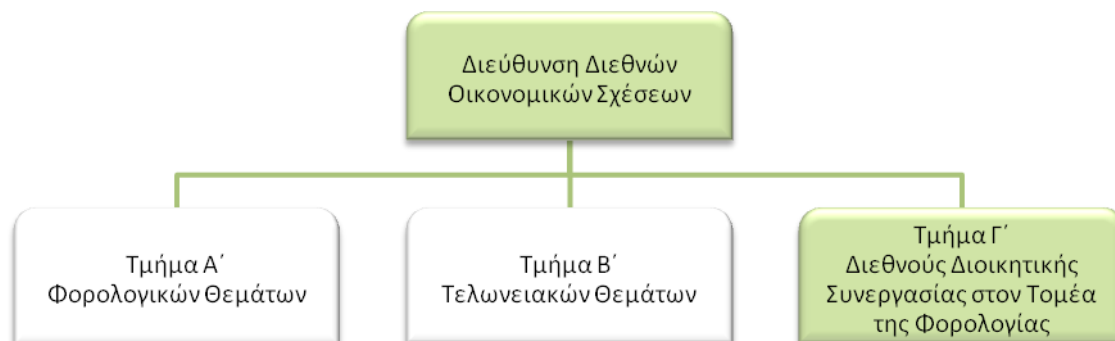 Διεύθυνση Διεθνών
Οικονομικών Σχέσεων
Τμήμα Α΄
Φορολογικών Θεμάτων
Τμήμα Β΄
Τελωνειακών Θεμάτων
Τμήμα Γ΄
Διεθνούς Διοικητικής
Συνεργασίας στον Τομέα
της Φορολογίας